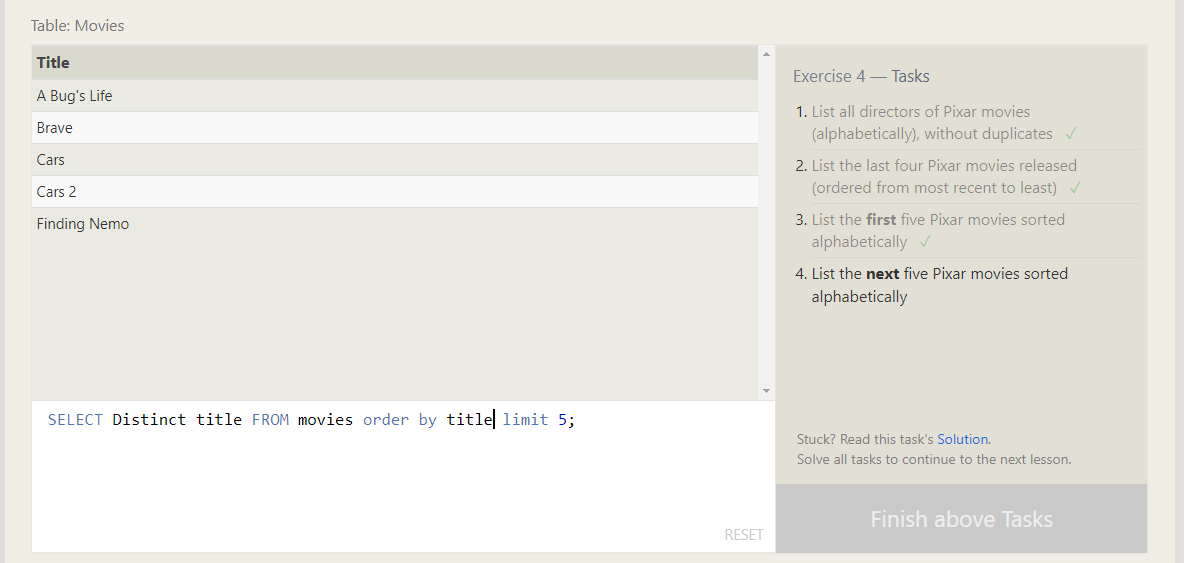 Table: Movies
Title
A Bug's Life
Brave
Cars
Cars 2
Finding Nemo
SELECT Distinct title FROM movies order by title limit 5;
RESET
Exercise 4 — Tasks
1. List all directors of Pixar movies
(alphabetically), without duplicates ✓
2. List the last four Pixar movies released
(ordered from most recent to least) ✓
3. List the first five Pixar movies sorted
alphabetically ✓
4. List the next five Pixar movies sorted
alphabetically
Stuck? Read this task's Solution.
Solve all tasks to continue to the next lesson.
Finish above Tasks